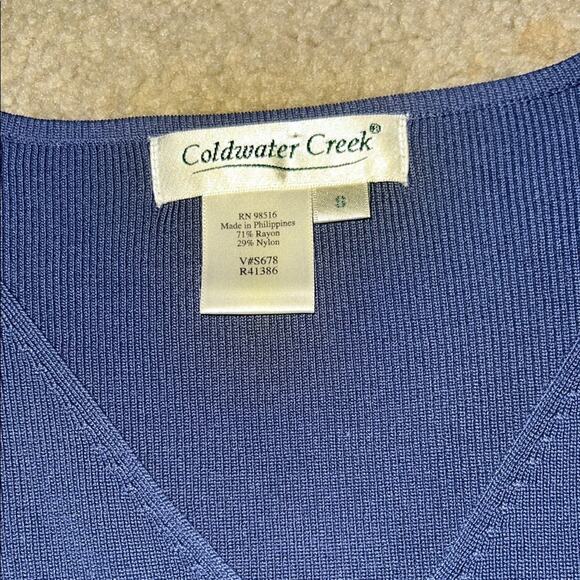 Coldwater Creek®
S
RN 98516
Made in Philippines
71% Rayon
29% Nylon
V#S678
R41386